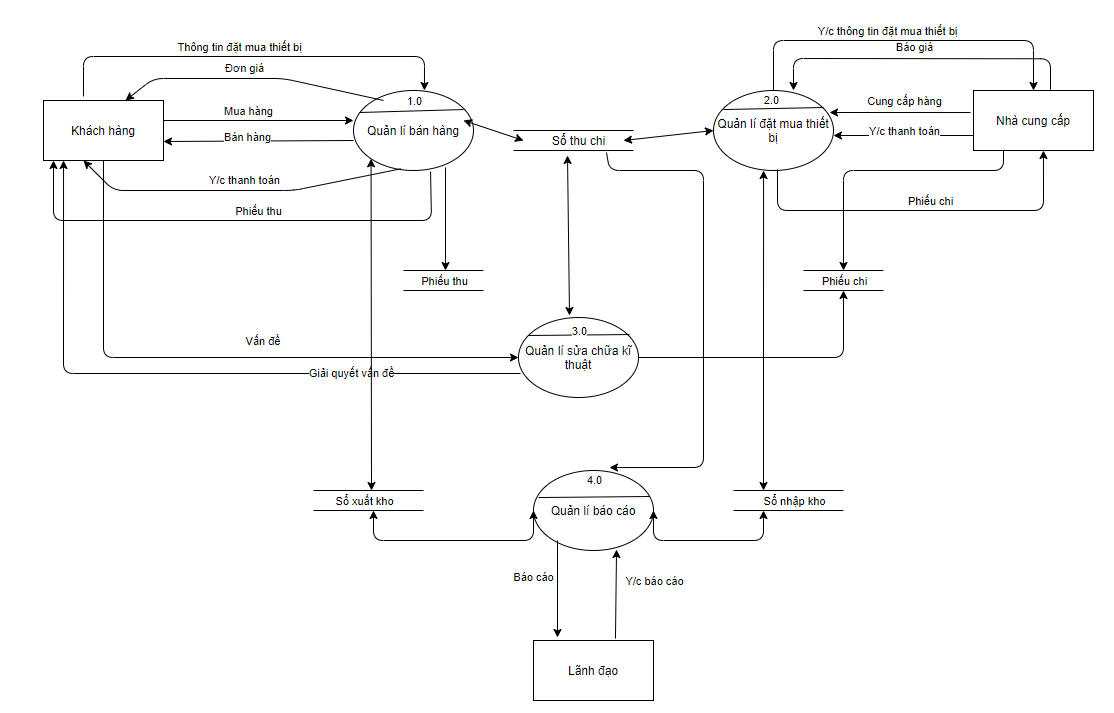 Y/c thông tin đặt mua thiết bị
Thông tin đặt mua thiết bị
Báo giá
Đơn giá
1.0
2.0
Cung cấp hàng
Mua hàng
Khách hàng
Quản lí bán hàng
Quản lí đặt mua thiết
bị
Nhà cung cấp
Bán hàng
Sổ thu chi
Y/c thanh toán
Y/c thanh toán
Phiếu chi
Phiếu thu
Phiếu thu
Phiếu chi
3.0
Vấn đề
Quản lí sửa chữa kĩ
thuật
Giải quyết vấn đề
4.0
Sổ xuất kho
Quản lí báo cáo
Sổ nhập kho
Báo cáo
Y/c báo cáo
Lãnh đạo